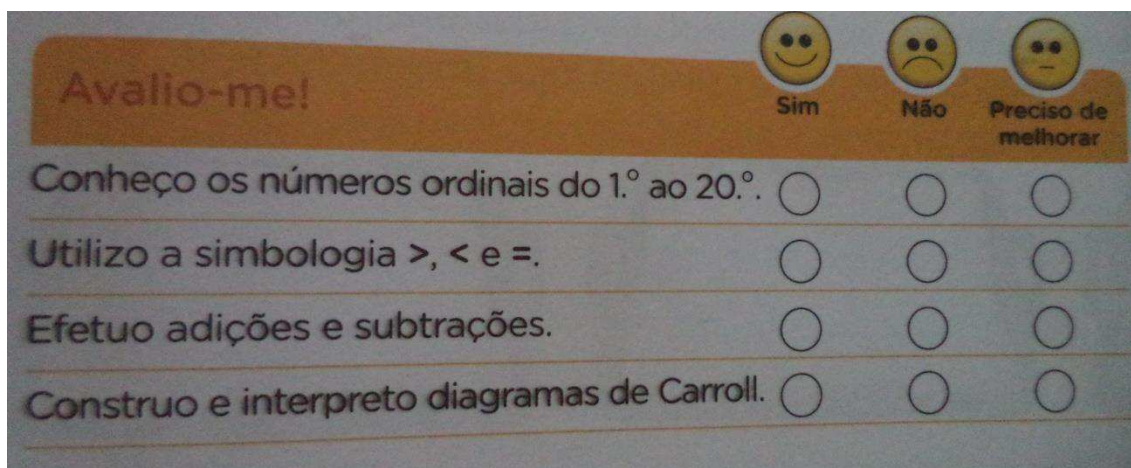 Avalio-me!
Sim
Não
Preciso de
melhorar
Conheço os números ordinais do 1.º ao 20.º.
Utilizo a simbologia >, < e =.
Efetuo adições e subtrações.
Construo e interpreto diagramas de Carroll.